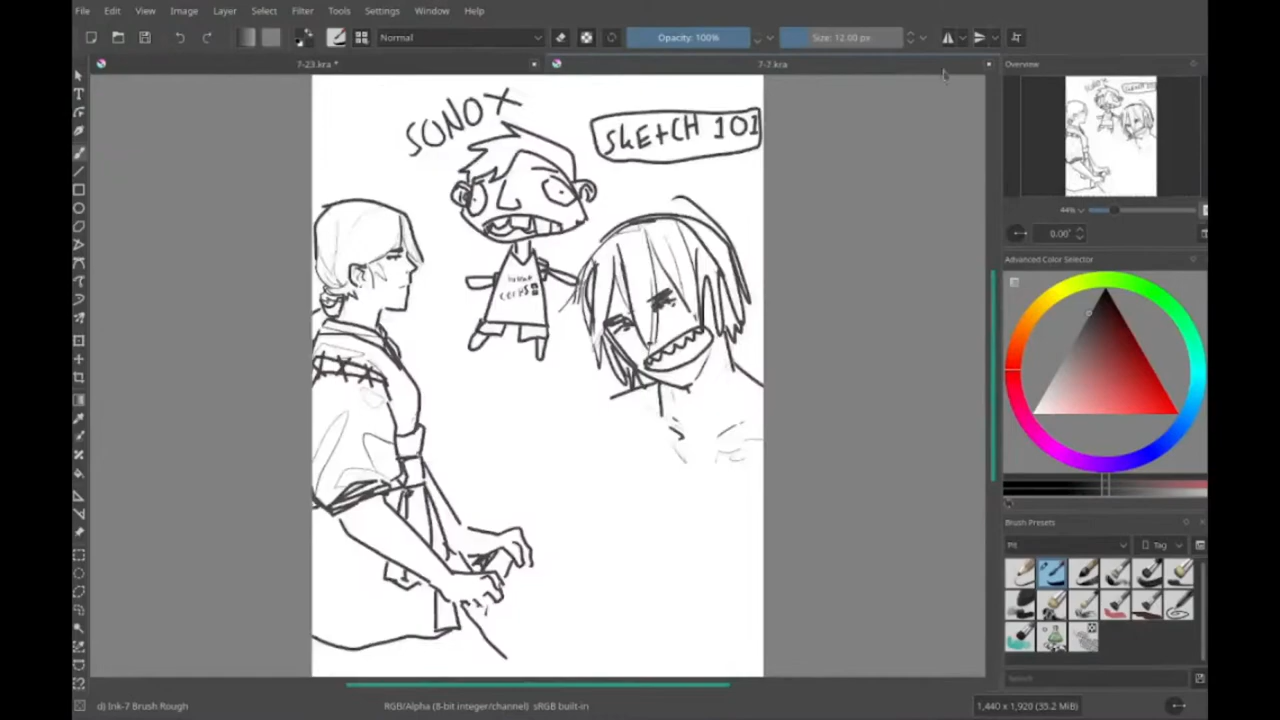 File Edit View Image Layer Select Filter Tools Settings Window Help
Normal Opacity: 100% Size: 12.00 px
7-23.kra * 7-7.kra Overview
SONOX
SkEtCH 101
44%
0.00°
Advanced Color Selector
Brush Presets
Tag
Search
d) Ink-7 Brush Rough RGB/Alpha (8-bit integer/channel) sRGB built-in 1,440 x 1,920 (35.2 MiB)